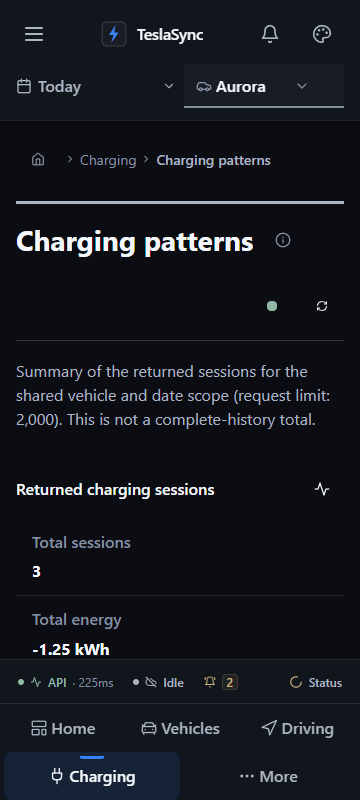 TeslaSync
Today
Aurora
Charging
Charging patterns
Charging patterns
Summary of the returned sessions for the
shared vehicle and date scope (request limit:
2,000). This is not a complete-history total.
Returned charging sessions
Total sessions
3
Total energy
-1.25 kWh
API · 225ms
Idle
2
Status
Home
Vehicles
Driving
Charging
More